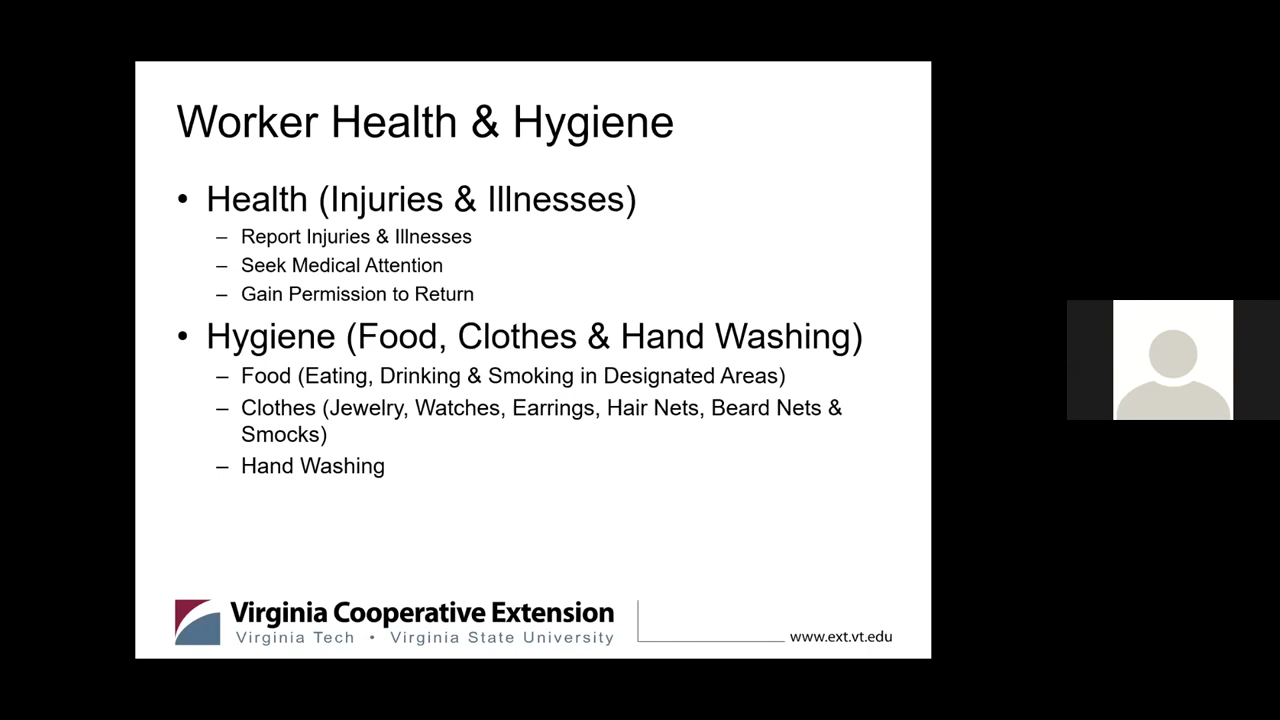 Worker Health & Hygiene
• Health (Injuries & Illnesses)
– Report Injuries & Illnesses
– Seek Medical Attention
– Gain Permission to Return
• Hygiene (Food, Clothes & Hand Washing)
– Food (Eating, Drinking & Smoking in Designated Areas)
– Clothes (Jewelry, Watches, Earrings, Hair Nets, Beard Nets &
Smocks)
– Hand Washing
Virginia Cooperative Extension
Virginia Tech • Virginia State University
www.ext.vt.edu